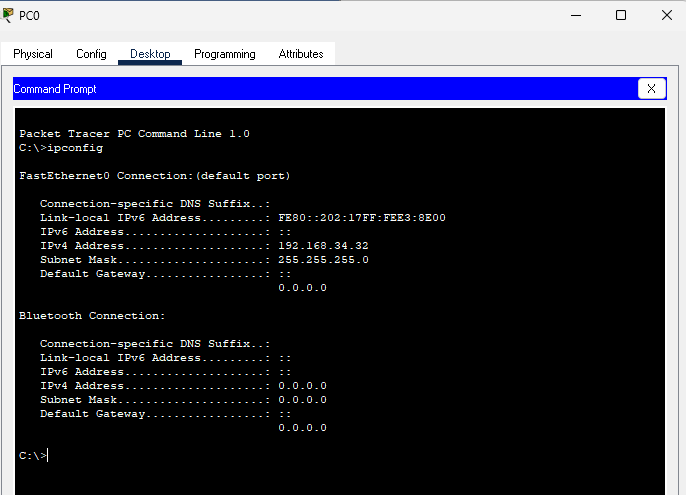 PC0
Physical Config Desktop Programming Attributes
Command Prompt X
Packet Tracer PC Command Line 1.0
C:\>ipconfig
FastEthernet0 Connection:(default port)
Connection-specific DNS Suffix..:
Link-local IPv6 Address.........: FE80::202:17FF:FEE3:8E00
IPv6 Address....................: ::
IPv4 Address....................: 192.168.34.32
Subnet Mask.....................: 255.255.255.0
Default Gateway.................: ::
0.0.0.0
Bluetooth Connection:
Connection-specific DNS Suffix..:
Link-local IPv6 Address.........: ::
IPv6 Address....................: ::
IPv4 Address....................: 0.0.0.0
Subnet Mask.....................: 0.0.0.0
Default Gateway.................: ::
0.0.0.0
C:\>